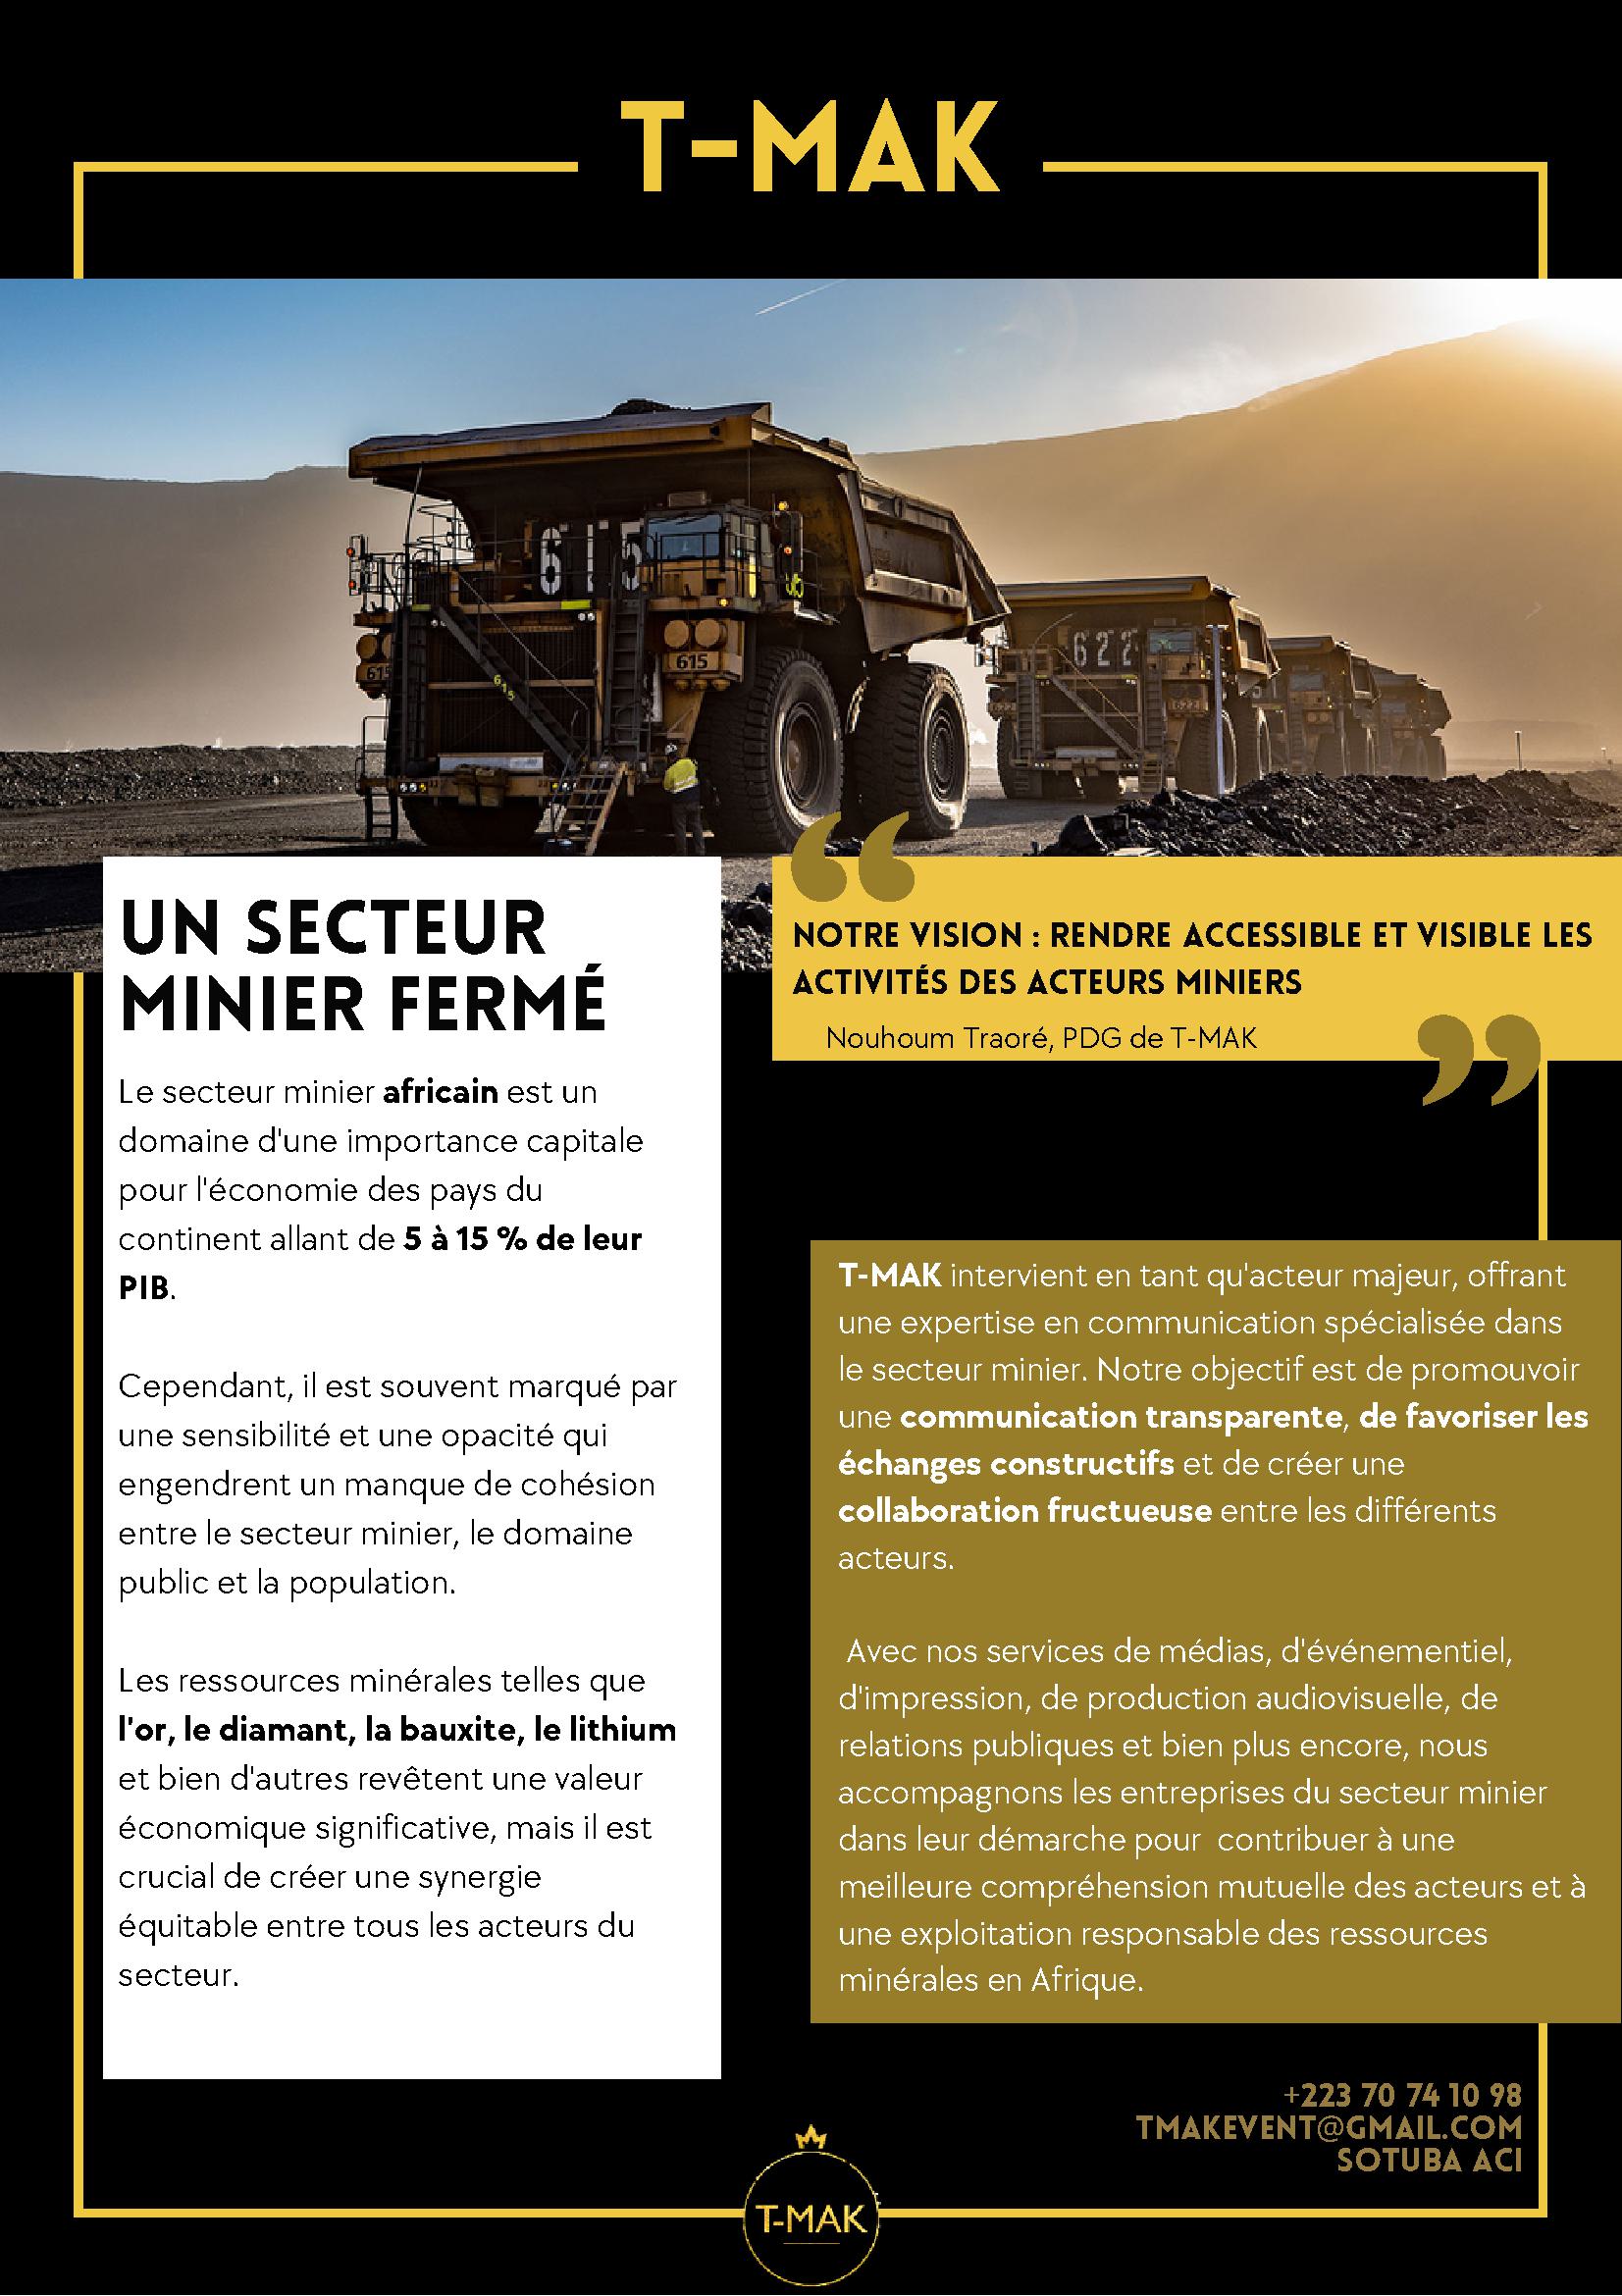 T-MAK
615
615
615
615
622
622
622
UN SECTEUR
MINIER FERMÉ
Le secteur minier africain est un
domaine d'une importance capitale
pour l'économie des pays du
continent allant de 5 à 15 % de leur
PIB.
Cependant, il est souvent marqué par
une sensibilité et une opacité qui
engendrent un manque de cohésion
entre le secteur minier, le domaine
public et la population.
Les ressources minérales telles que
l'or, le diamant, la bauxite, le lithium
et bien d'autres revêtent une valeur
économique significative, mais il est
crucial de créer une synergie
équitable entre tous les acteurs du
secteur.
“
NOTRE VISION : RENDRE ACCESSIBLE ET VISIBLE LES
ACTIVITÉS DES ACTEURS MINIERS
Nouhoum Traoré, PDG de T-MAK
”
T-MAK intervient en tant qu'acteur majeur, offrant
une expertise en communication spécialisée dans
le secteur minier. Notre objectif est de promouvoir
une communication transparente, de favoriser les
échanges constructifs et de créer une
collaboration fructueuse entre les différents
acteurs.
Avec nos services de médias, d'événementiel,
d'impression, de production audiovisuelle, de
relations publiques et bien plus encore, nous
accompagnons les entreprises du secteur minier
dans leur démarche pour  contribuer à une
meilleure compréhension mutuelle des acteurs et à
une exploitation responsable des ressources
minérales en Afrique.
+223 70 74 10 98
TMAKEVENT@GMAIL.COM
SOTUBA ACI
T-MAK